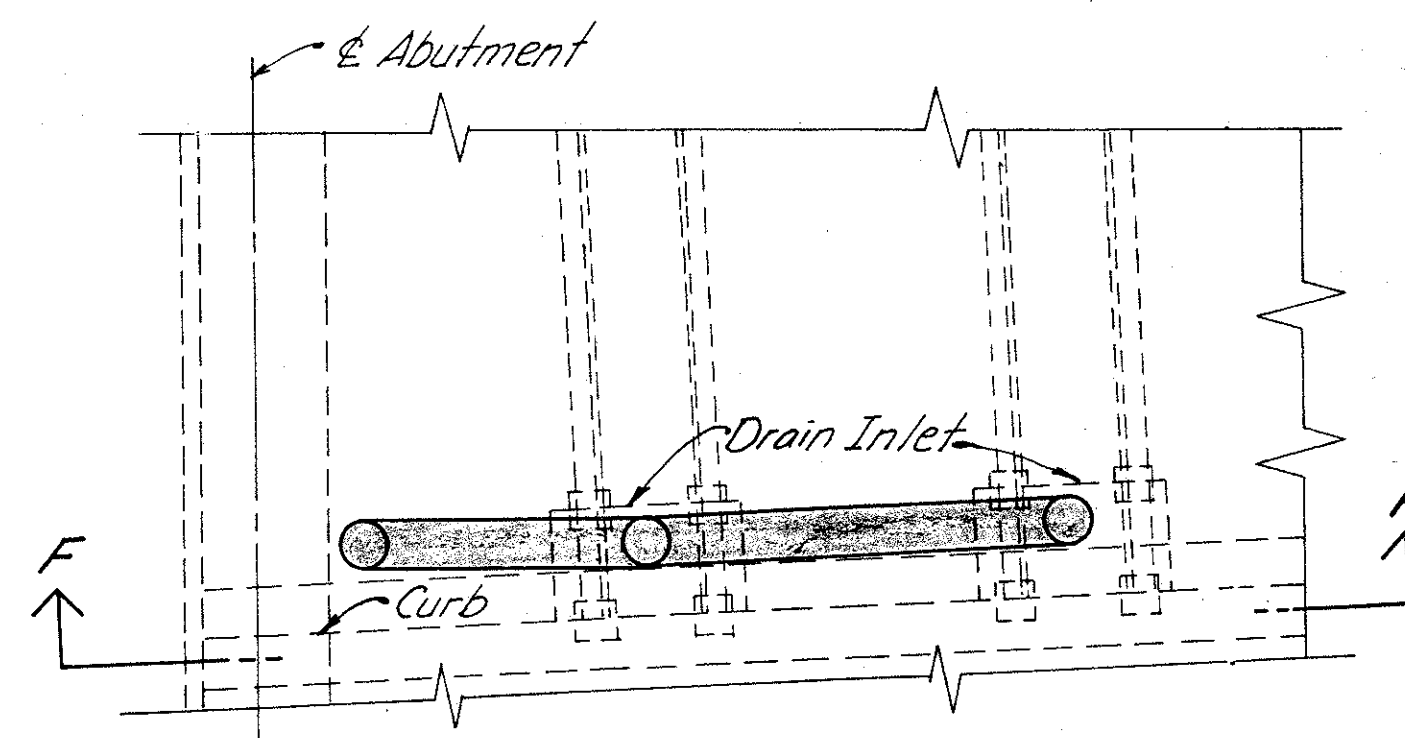 ℄ Abutment
Drain Inlet
F
Curb